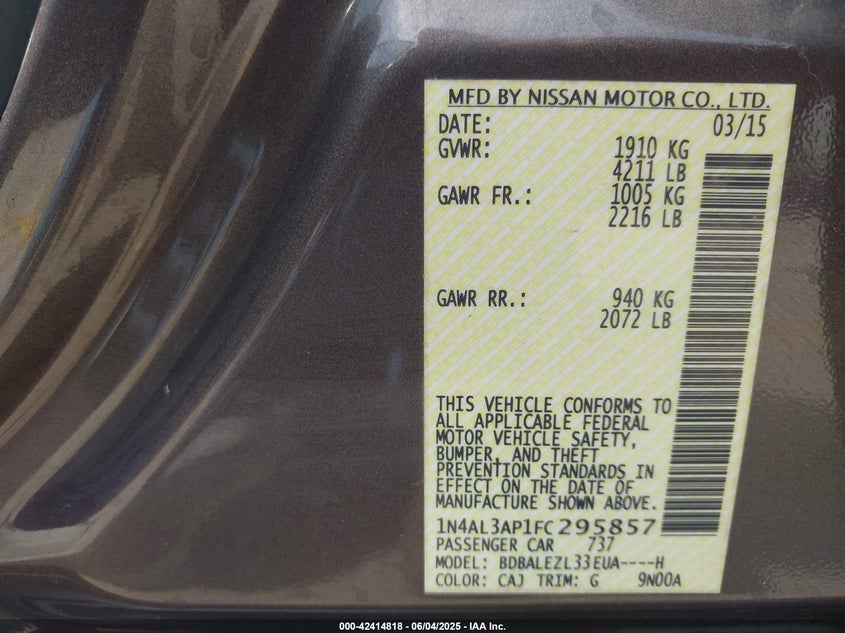 MFD BY NISSAN MOTOR CO., LTD.
DATE: 03/15
GVWR: 1910 KG
4211 LB
GAWR FR.: 1005 KG
2216 LB
GAWR RR.: 940 KG
2072 LB
THIS VEHICLE CONFORMS TO
ALL APPLICABLE FEDERAL
MOTOR VEHICLE SAFETY,
BUMPER, AND THEFT
PREVENTION STANDARDS IN
EFFECT ON THE DATE OF
MANUFACTURE SHOWN ABOVE.
1N4AL3AP1FC295857
PASSENGER CAR 737
MODEL: BDBALEZL33EUA----H
COLOR: CAJ TRIM: G 9N00A
000-42414818 - 06/04/2025 - IAA Inc.